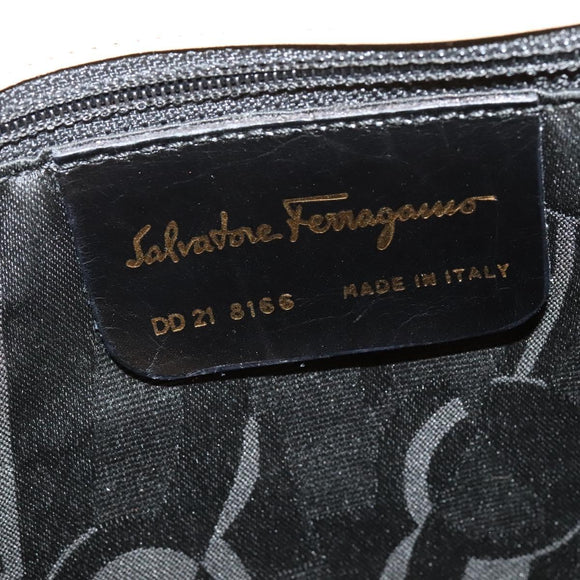 Salvatore Ferragamo
DD 21 8166 MADE IN ITALY